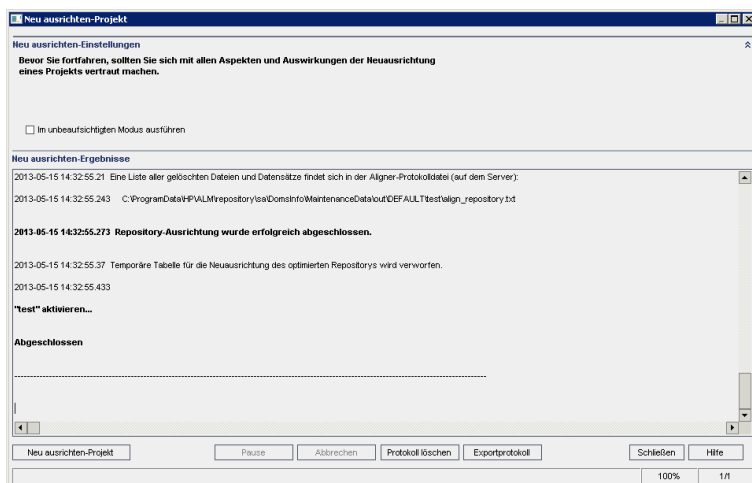 Neu ausrichten-Projekt
Neu ausrichten-Einstellungen
Bevor Sie fortfahren, sollten Sie sich mit allen Aspekten und Auswirkungen der Neuausrichtung
eines Projekts vertraut machen.
Im unbeaufsichtigten Modus ausführen
Neu ausrichten-Ergebnisse
2013-05-15 14:32:55.21 Eine Liste aller gelöschten Dateien und Datensätze findet sich in der Aligner-Protokolldatei (auf dem Server):
2013-05-15 14:32:55.243 C:\ProgramData\HP\ALM\repository\sa\DomsInfo\MaintenanceData\out\DEFAULT\test\align_repository.txt
2013-05-15 14:32:55.273 Repository-Ausrichtung wurde erfolgreich abgeschlossen.
2013-05-15 14:32:55.37 Temporäre Tabelle für die Neuausrichtung des optimierten Repositorys wird verworfen.
2013-05-15 14:32:55.433
"test" aktivieren...
Abgeschlossen
Neu ausrichten-Projekt Pause Abbrechen Protokoll löschen Exportprotokoll Schließen Hilfe
100% 1/1